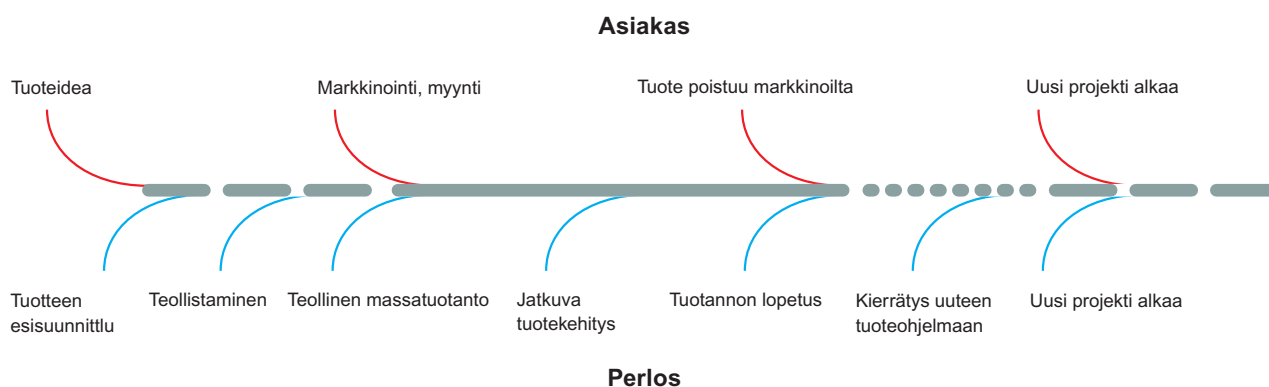 Asiakas
Tuoteidea
Markkinointi, myynti
Tuote poistuu markkinoilta
Uusi projekti alkaa
Tuotteen
esisuunnittlu
Teollistaminen
Teollinen massatuotanto
Jatkuva
tuotekehitys
Tuotannon lopetus
Kierrätys uuteen
tuoteohjelmaan
Uusi projekti alkaa
Perlos